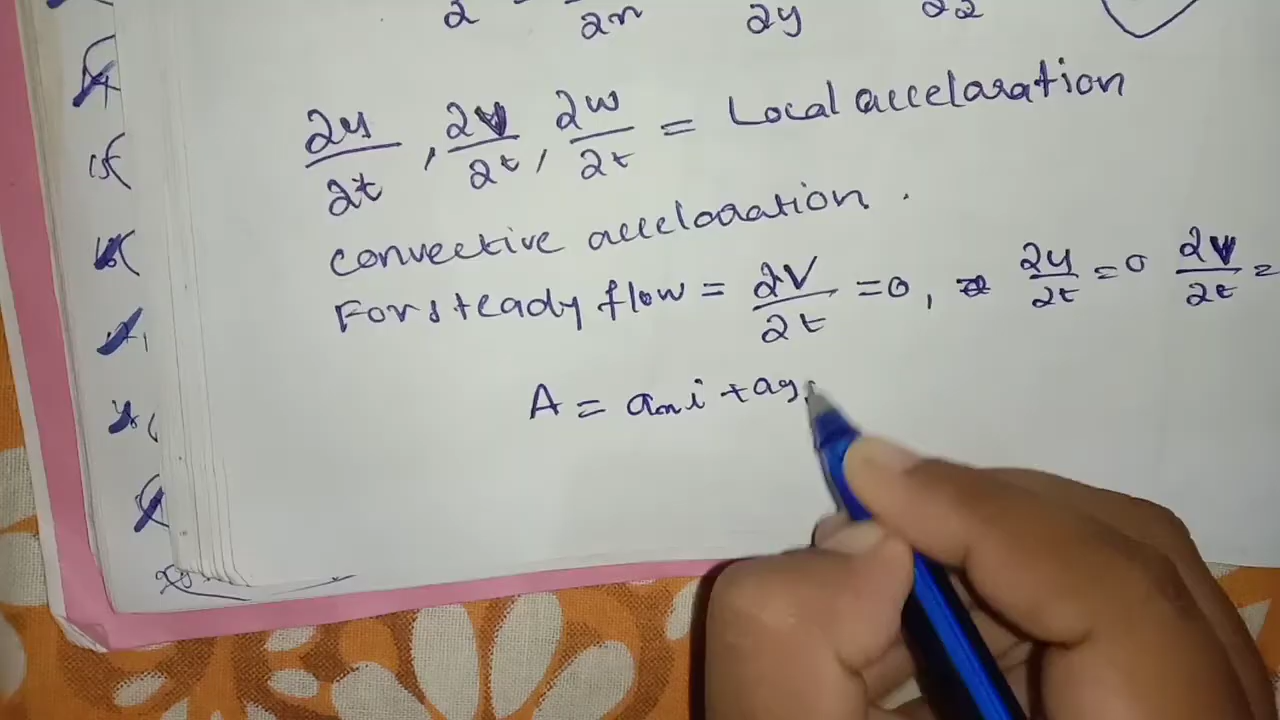 ∂ ∂x ∂y ∂z
∂u/∂t, ∂v/∂t, ∂w/∂t = Local accelaration
convective accelaration.
For steady flow = ∂V/∂t = 0, ∂u/∂t = 0 ∂v/∂t =
A = axi + ay